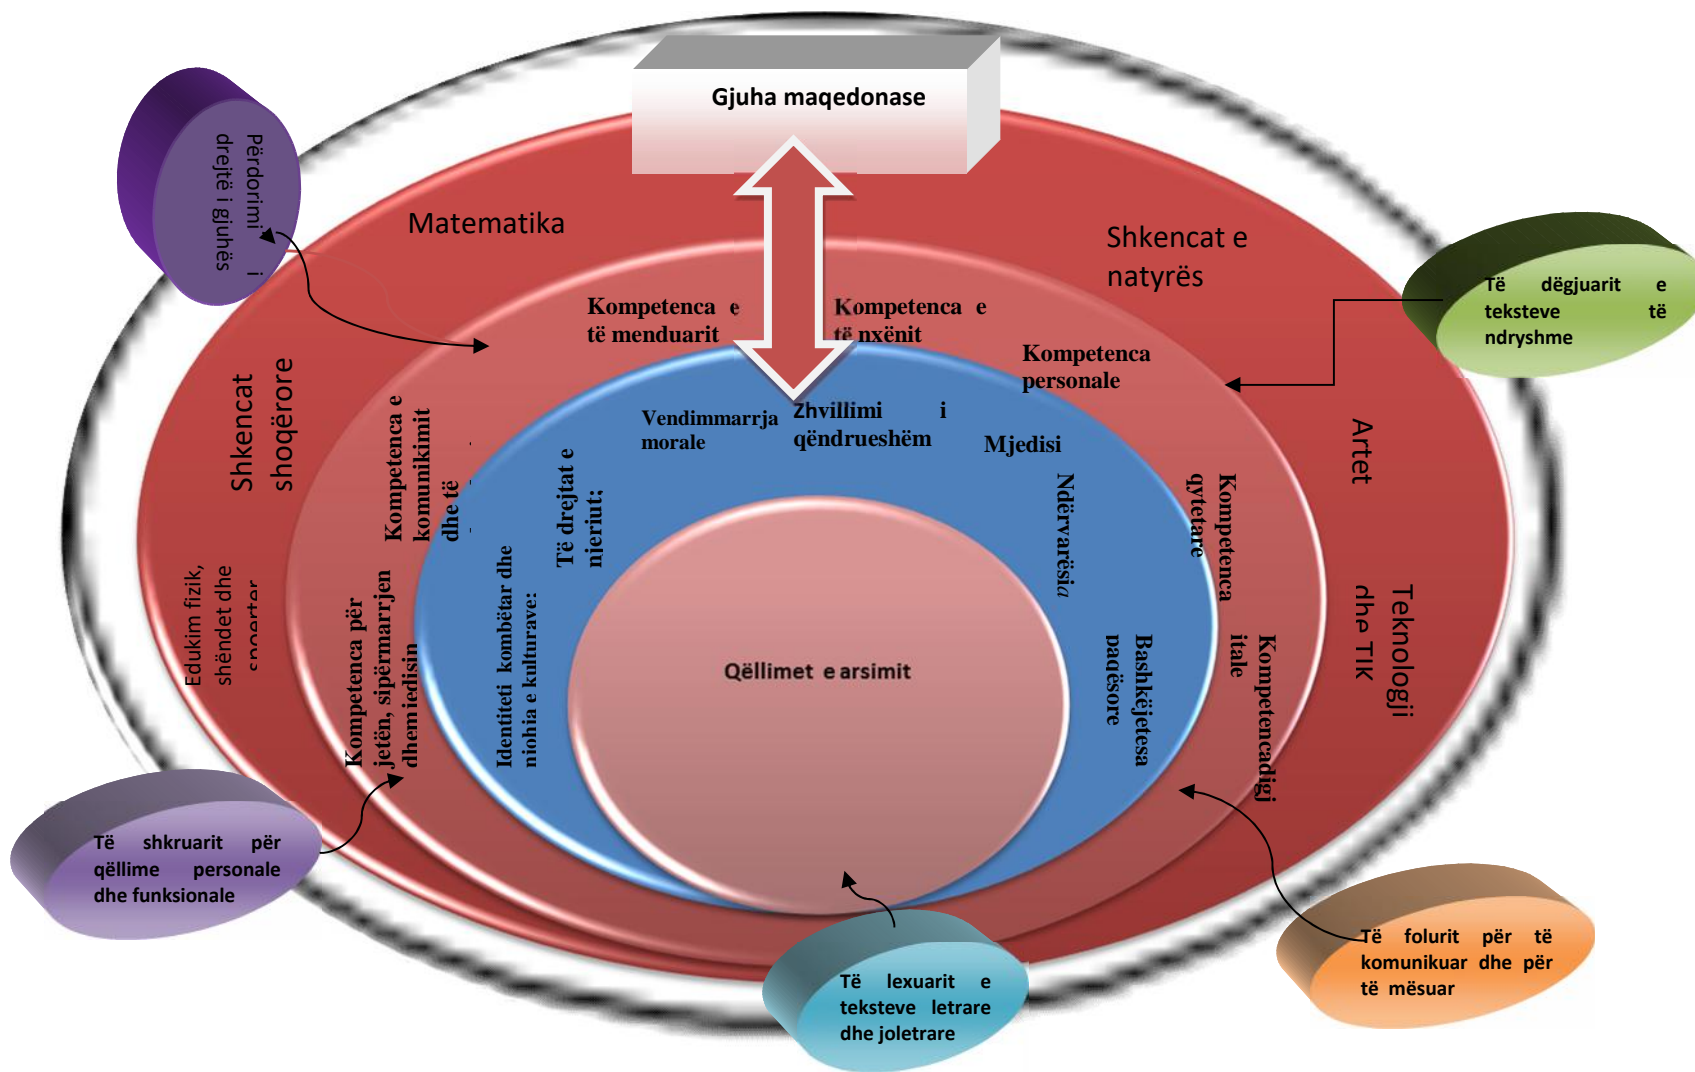 Gjuha maqedonase
Përdorimi i
drejtë i gjuhës
Matematika
Shkencat e
natyrës
Të dëgjuarit e
teksteve të
ndryshme
Kompetenca e
të menduarit
Kompetenca e
të nxënit
Kompetenca
personale
Shkencat
shoqërore
Kompetenca e
komunikimit
dhe të
Vendimmarrja
morale
Zhvillimi i
qëndrueshëm
Mjedisi
Artet
Kompetenca
qytetare
Ndërvarësia
Të drejtat e
njeriut;
Edukim fizik,
shëndet dhe
Kompetenca për
jetën, sipërmarrjen
dhemjedisin
Identiteti kombëtar dhe
njohja e kulturave:
Qëllimet e arsimit
Bashkëjetesa
paqësore
Kompetencadigj
itale
Teknologji
dhe TIK
Të shkruarit për
qëllime personale
dhe funksionale
Të lexuarit e
teksteve letrare
dhe joletrare
Të folurit për të
komunikuar dhe për
të mësuar